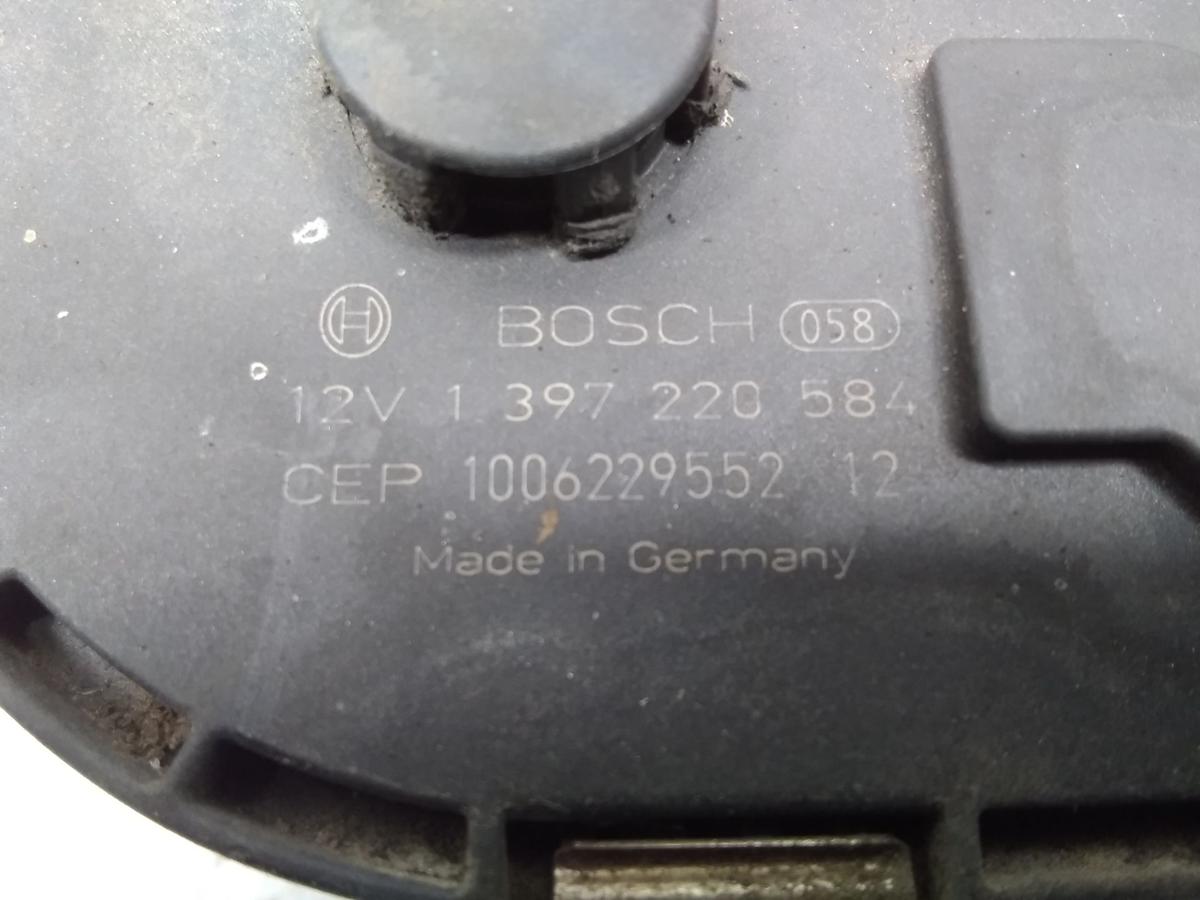 BOSCH 058
12V 1 397 220 584
CEP 1006229552 12
Made in Germany